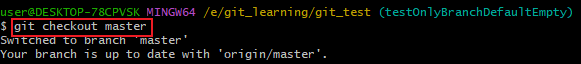 user@DESKTOP-78CPVSK MINGW64 /e/git_learning/git_test (testOnlyBranchDefaultEmpty)
$ git checkout master
Switched to branch 'master'
Your branch is up to date with 'origin/master'.